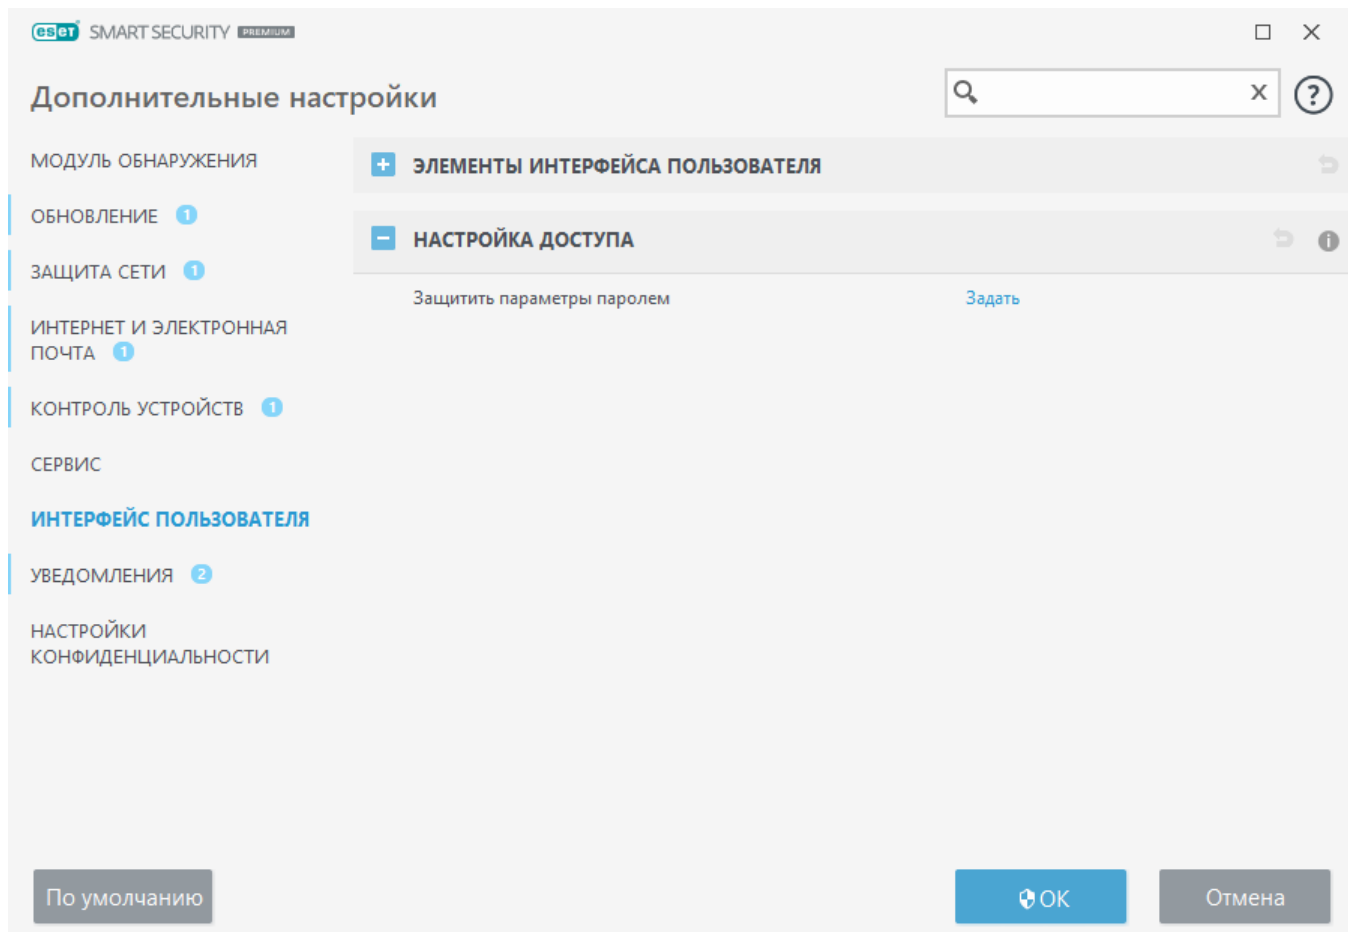 eseт SMART SECURITY PREMIUM
Дополнительные настройки
x ?
МОДУЛЬ ОБНАРУЖЕНИЯ
ОБНОВЛЕНИЕ 1
ЗАЩИТА СЕТИ 1
ИНТЕРНЕТ И ЭЛЕКТРОННАЯ
ПОЧТА 1
КОНТРОЛЬ УСТРОЙСТВ 1
СЕРВИС
ИНТЕРФЕЙС ПОЛЬЗОВАТЕЛЯ
УВЕДОМЛЕНИЯ 2
НАСТРОЙКИ
КОНФИДЕНЦИАЛЬНОСТИ
ЭЛЕМЕНТЫ ИНТЕРФЕЙСА ПОЛЬЗОВАТЕЛЯ
НАСТРОЙКА ДОСТУПА
Защитить параметры паролем Задать
По умолчанию OK Отмена